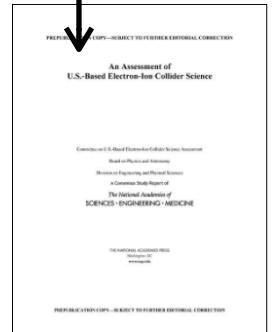 PREPUBLICATION COPY—SUBJECT TO FURTHER EDITORIAL CORRECTION
An Assessment of
U.S.-Based Electron-Ion Collider Science
Committee on U.S.-Based Electron-Ion Collider Science Assessment
Board on Physics and Astronomy
Division on Engineering and Physical Sciences
A Consensus Study Report of
The National Academies of
SCIENCES • ENGINEERING • MEDICINE
THE NATIONAL ACADEMIES PRESS
Washington, DC
www.nap.edu
PREPUBLICATION COPY—SUBJECT TO FURTHER EDITORIAL CORRECTION